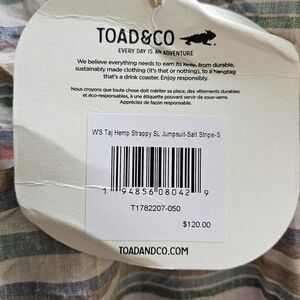 TOAD&CO
EVERY DAY IS AN ADVENTURE
We believe everything needs to earn its keep, from durable,
sustainably made clothing (it's that or nothing), to a hangtag
that's a drink coaster. Enjoy responsibly.
Nous croyons que toute chose doit mériter sa place, des vêtements durables
et éco-responsables, à une étiquette pouvant servir de sous-verre.
Appréciez de façon responsable.
W'S Taj Hemp Strappy SL Jumpsuit-Salt Stripe-S
1 94856 08042 9
T1782207-050
$120.00
TOADANDCO.COM